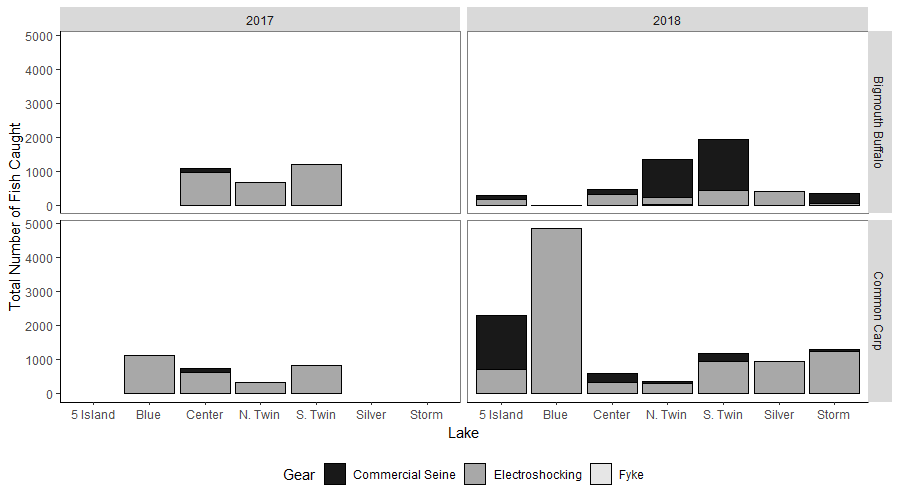 2017 2018
5000
4000
3000
2000
1000
0
Bigmouth Buffalo
5000
4000
3000
2000
1000
0
Common Carp
Total Number of Fish Caught
5 Island Blue Center N. Twin S. Twin Silver Storm 5 Island Blue Center N. Twin S. Twin Silver Storm
Lake
Gear Commercial Seine Electroshocking Fyke